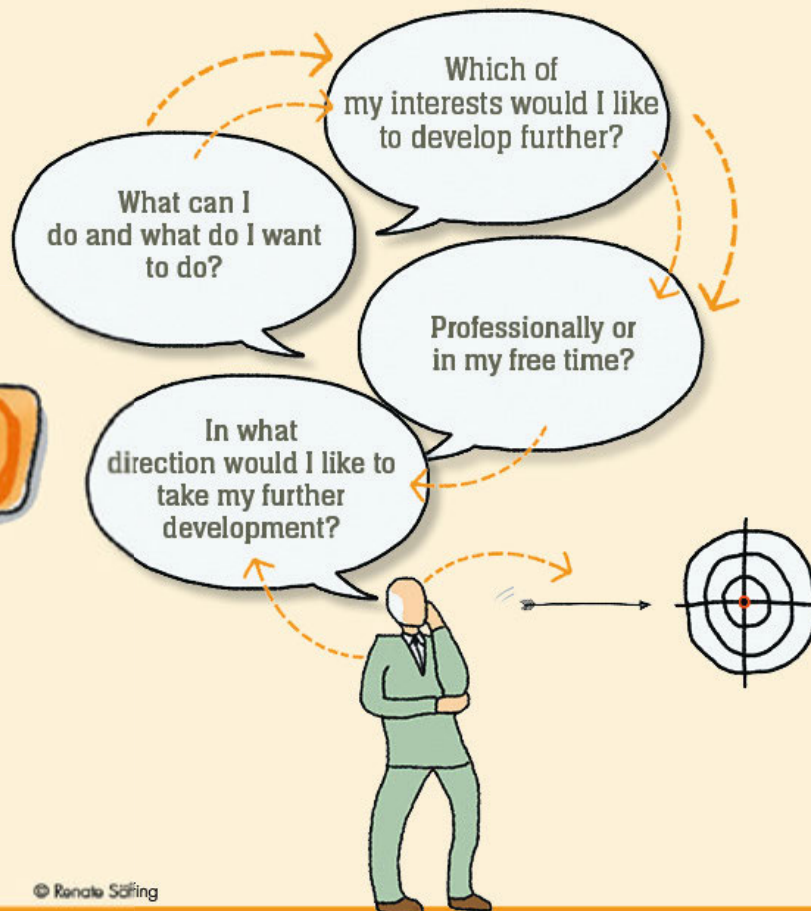 Which of
my interests would I like
to develop further?
What can I
do and what do I want
to do?
Professionally or
in my free time?
In what
direction would I like to
take my further
development?
© Renate Söffing